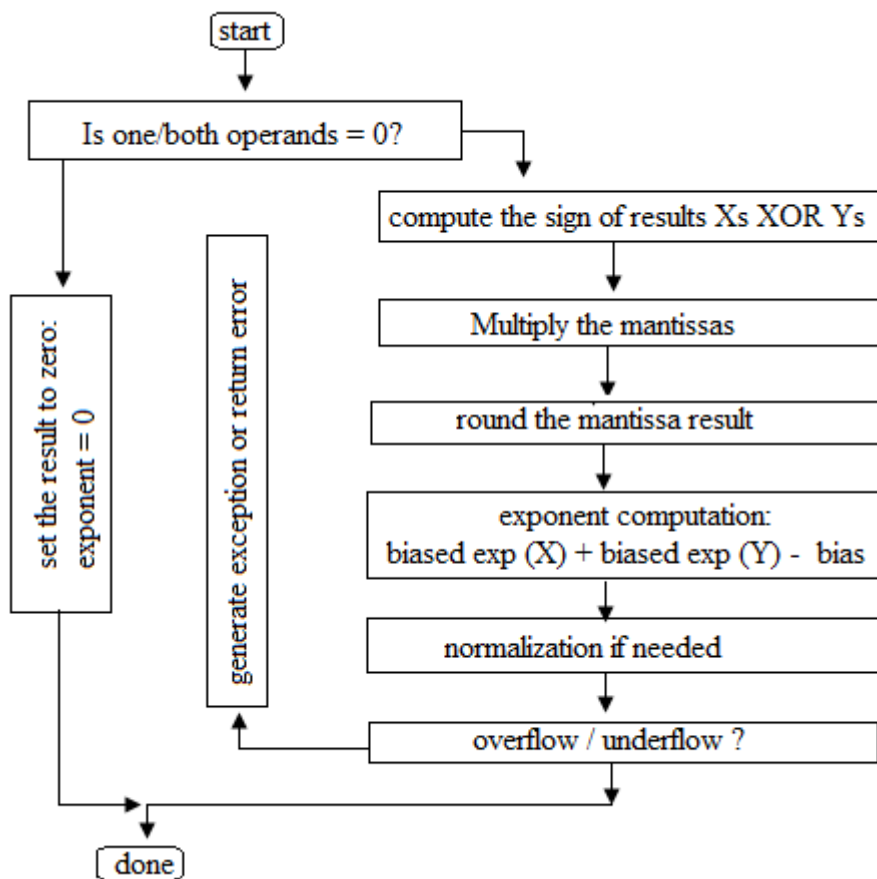 start
Is one/both operands = 0?
compute the sign of results Xs XOR Ys
Multiply the mantissas
round the mantissa result
exponent computation:
biased exp (X) + biased exp (Y) - bias
normalization if needed
overflow / underflow ?
generate exception or return error
set the result to zero:
exponent = 0
done